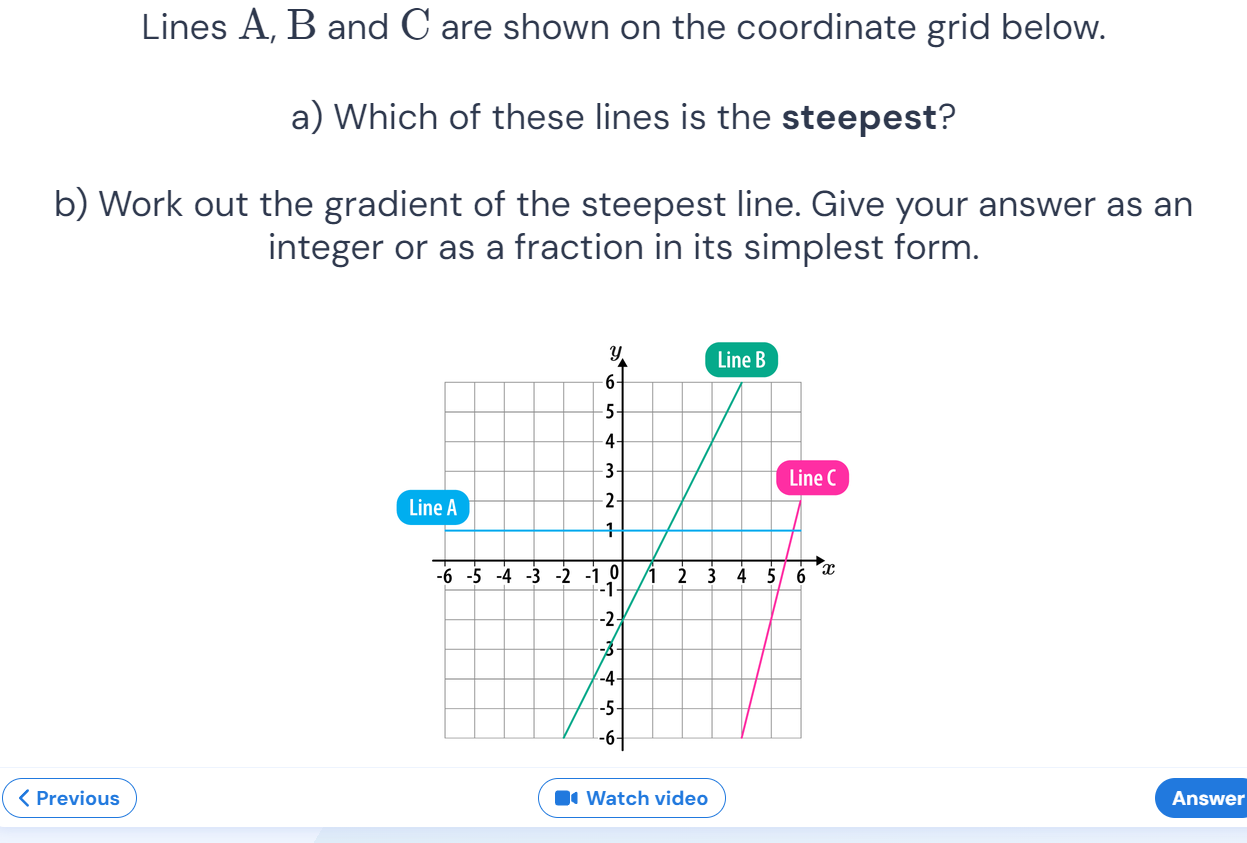 Lines A, B and C are shown on the coordinate grid below.
a) Which of these lines is the steepest?
b) Work out the gradient of the steepest line. Give your answer as an
integer or as a fraction in its simplest form.
y
Line B
6
5
4
3
Line C
2
Line A
1
-6 -5 -4 -3 -2 -1 0 1 2 3 4 5 6 x
-1
-2
-3
-4
-5
-6
Previous
Watch video
Answer